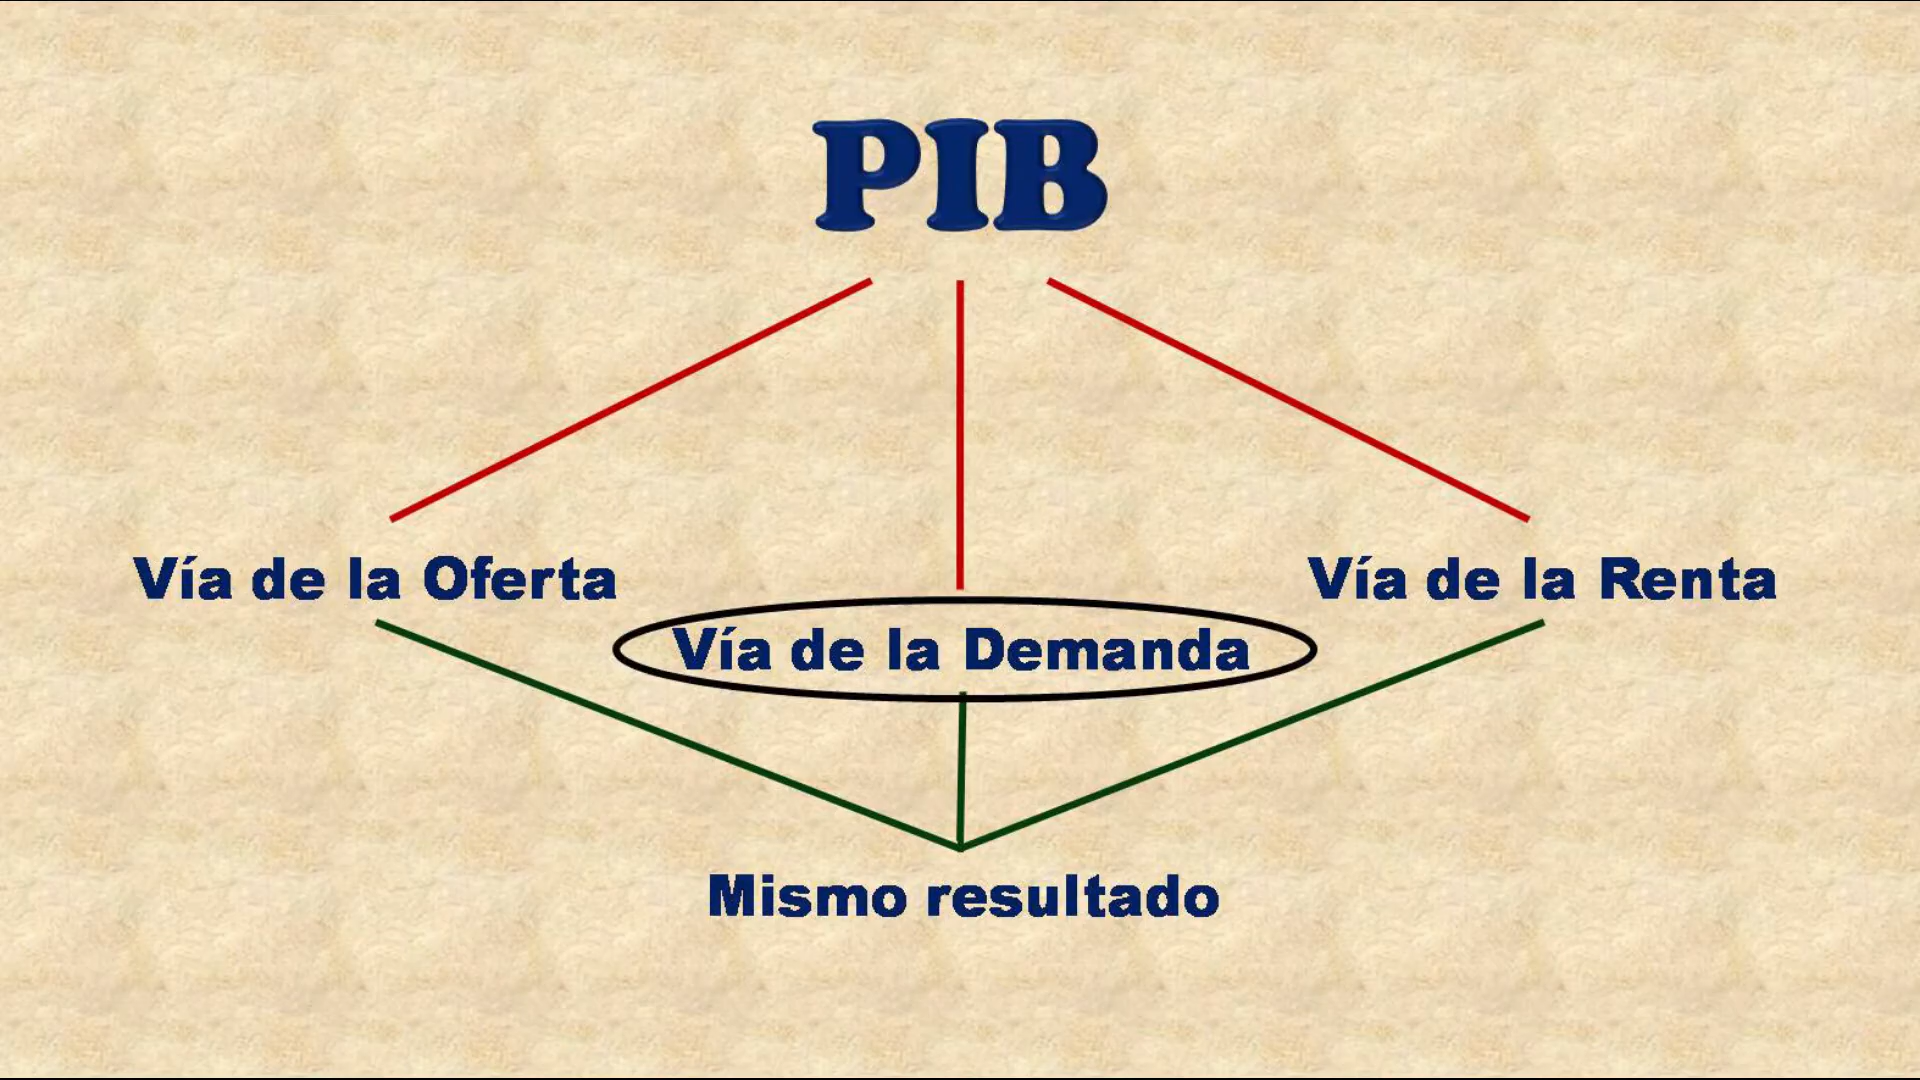 PIB
Vía de la Oferta
Vía de la Demanda
Vía de la Renta
Mismo resultado